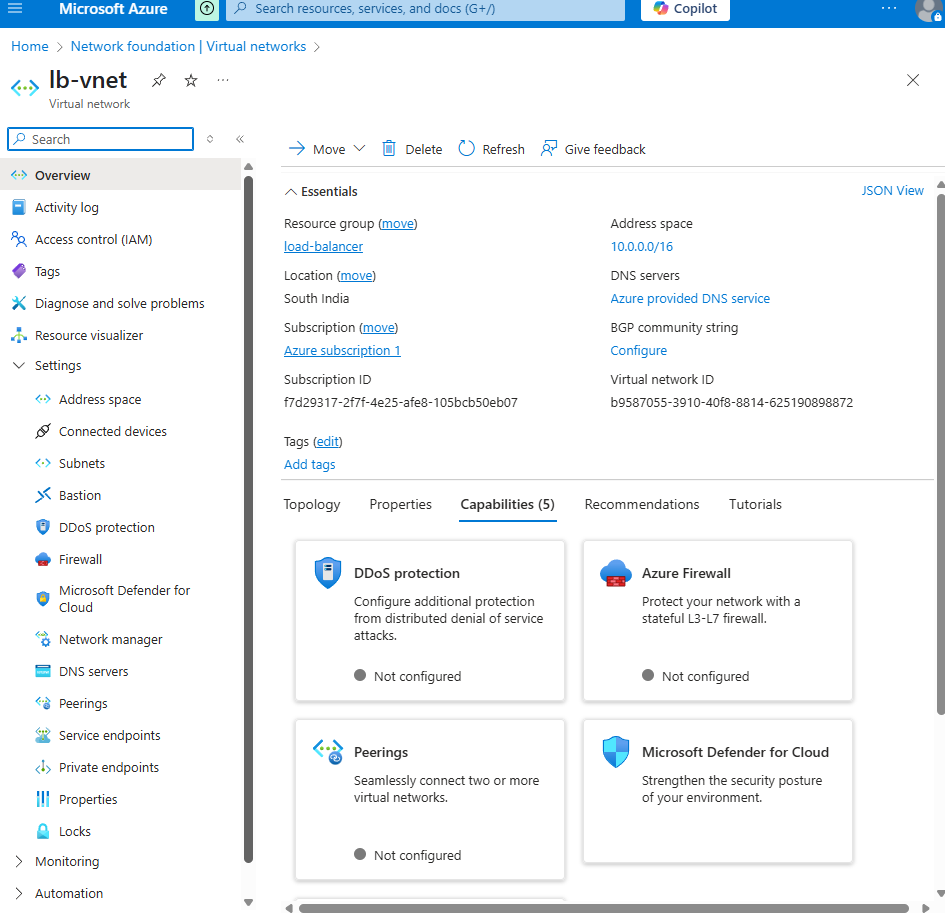 Microsoft Azure
Search resources, services, and docs (G+/)
Copilot
...
Home > Network foundation | Virtual networks >
lb-vnet
...
Virtual network
Search
Overview
Activity log
Access control (IAM)
Tags
Diagnose and solve problems
Resource visualizer
Settings
Address space
Connected devices
Subnets
Bastion
DDoS protection
Firewall
Microsoft Defender for
Cloud
Network manager
DNS servers
Peerings
Service endpoints
Private endpoints
Properties
Locks
Monitoring
Automation
Move
Delete
Refresh
Give feedback
Essentials
JSON View
Resource group (move)
load-balancer
Location (move)
South India
Subscription (move)
Azure subscription 1
Subscription ID
f7d29317-2f7f-4e25-afe8-105bcb50eb07
Address space
10.0.0.0/16
DNS servers
Azure provided DNS service
BGP community string
Configure
Virtual network ID
b9587055-3910-40f8-8814-625190898872
Tags (edit)
Add tags
Topology
Properties
Capabilities (5)
Recommendations
Tutorials
DDoS protection
Configure additional protection
from distributed denial of service
attacks.
Not configured
Azure Firewall
Protect your network with a
stateful L3-L7 firewall.
Not configured
Peerings
Seamlessly connect two or more
virtual networks.
Not configured
Microsoft Defender for Cloud
Strengthen the security posture
of your environment.